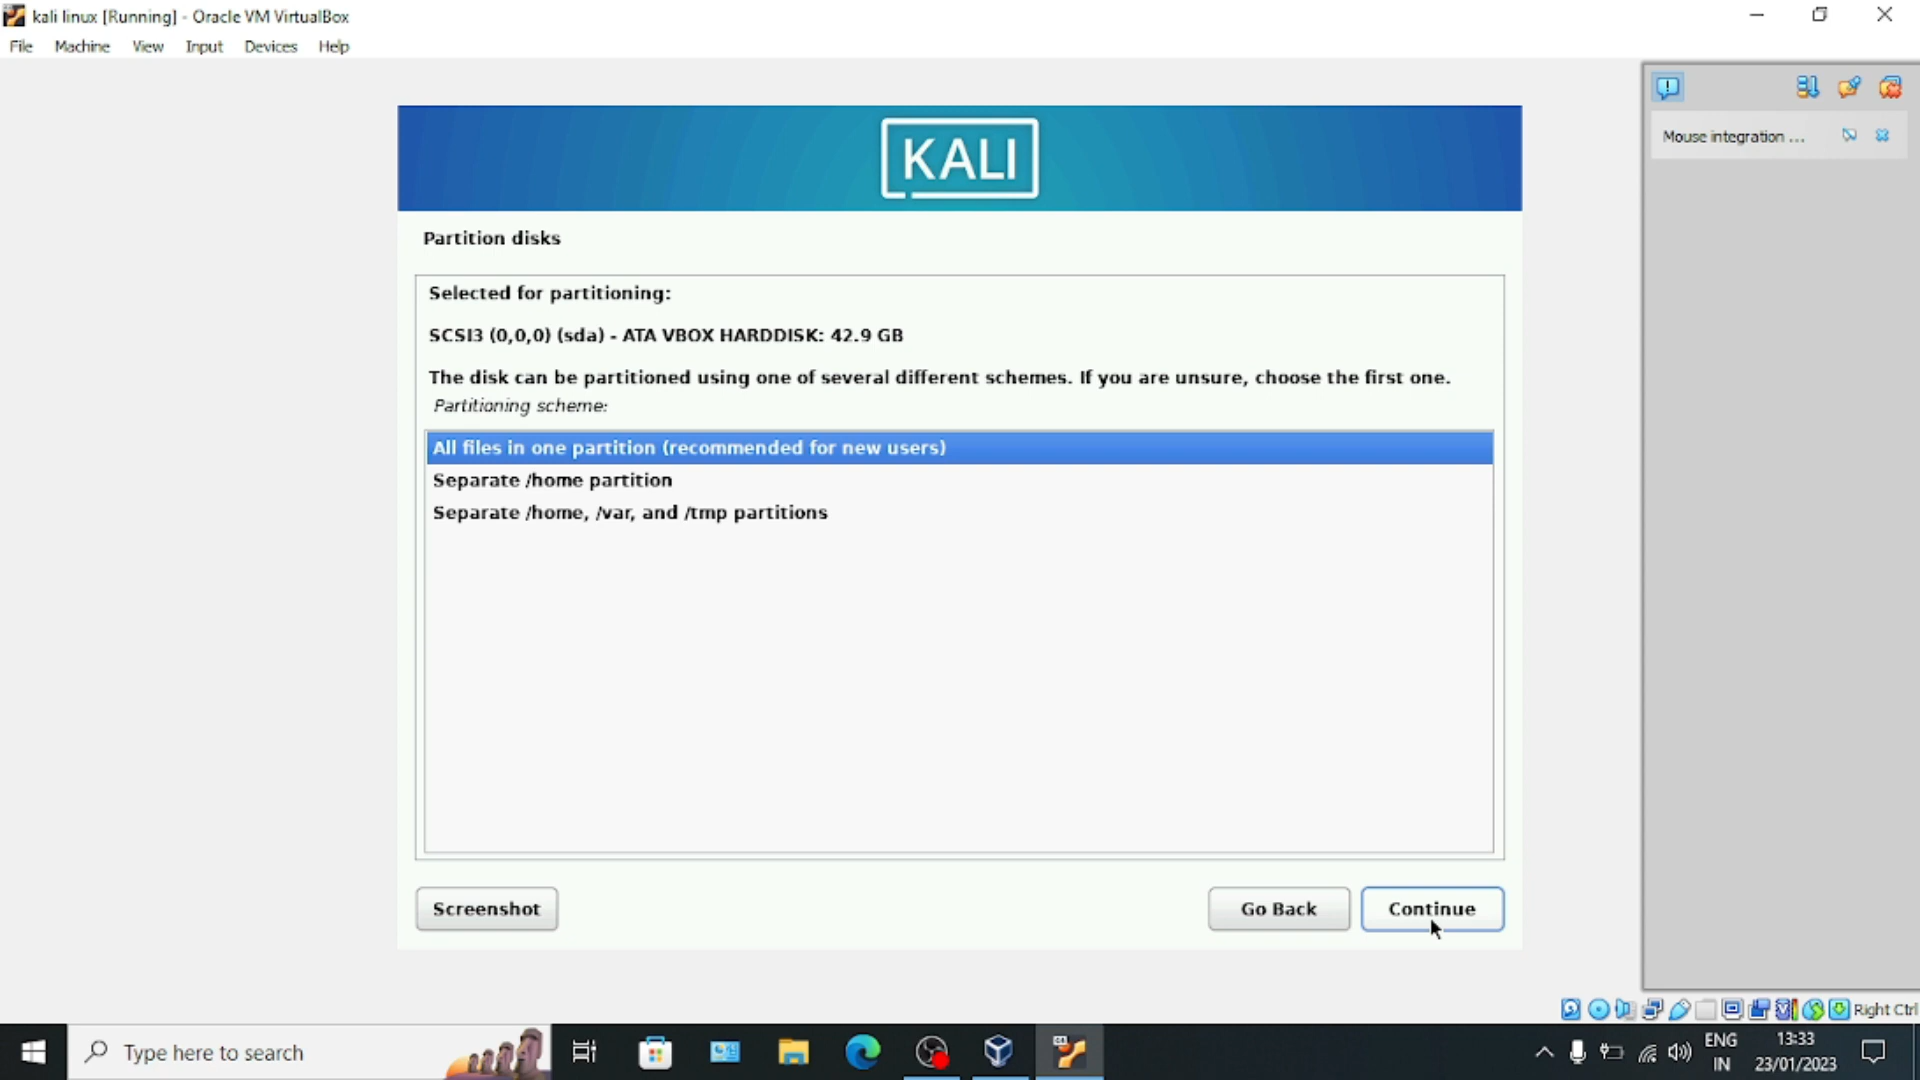 kali linux [Running] - Oracle VM VirtualBox
File Machine View Input Devices Help
Mouse integration ...
KALI
Partition disks
Selected for partitioning:
SCSI3 (0,0,0) (sda) - ATA VBOX HARDDISK: 42.9 GB
The disk can be partitioned using one of several different schemes. If you are unsure, choose the first one.
Partitioning scheme:
All files in one partition (recommended for new users)
Separate /home partition
Separate /home, /var, and /tmp partitions
Screenshot
Go Back
Continue
Right Ctrl
Type here to search
ENG
IN
13:33
23/01/2023